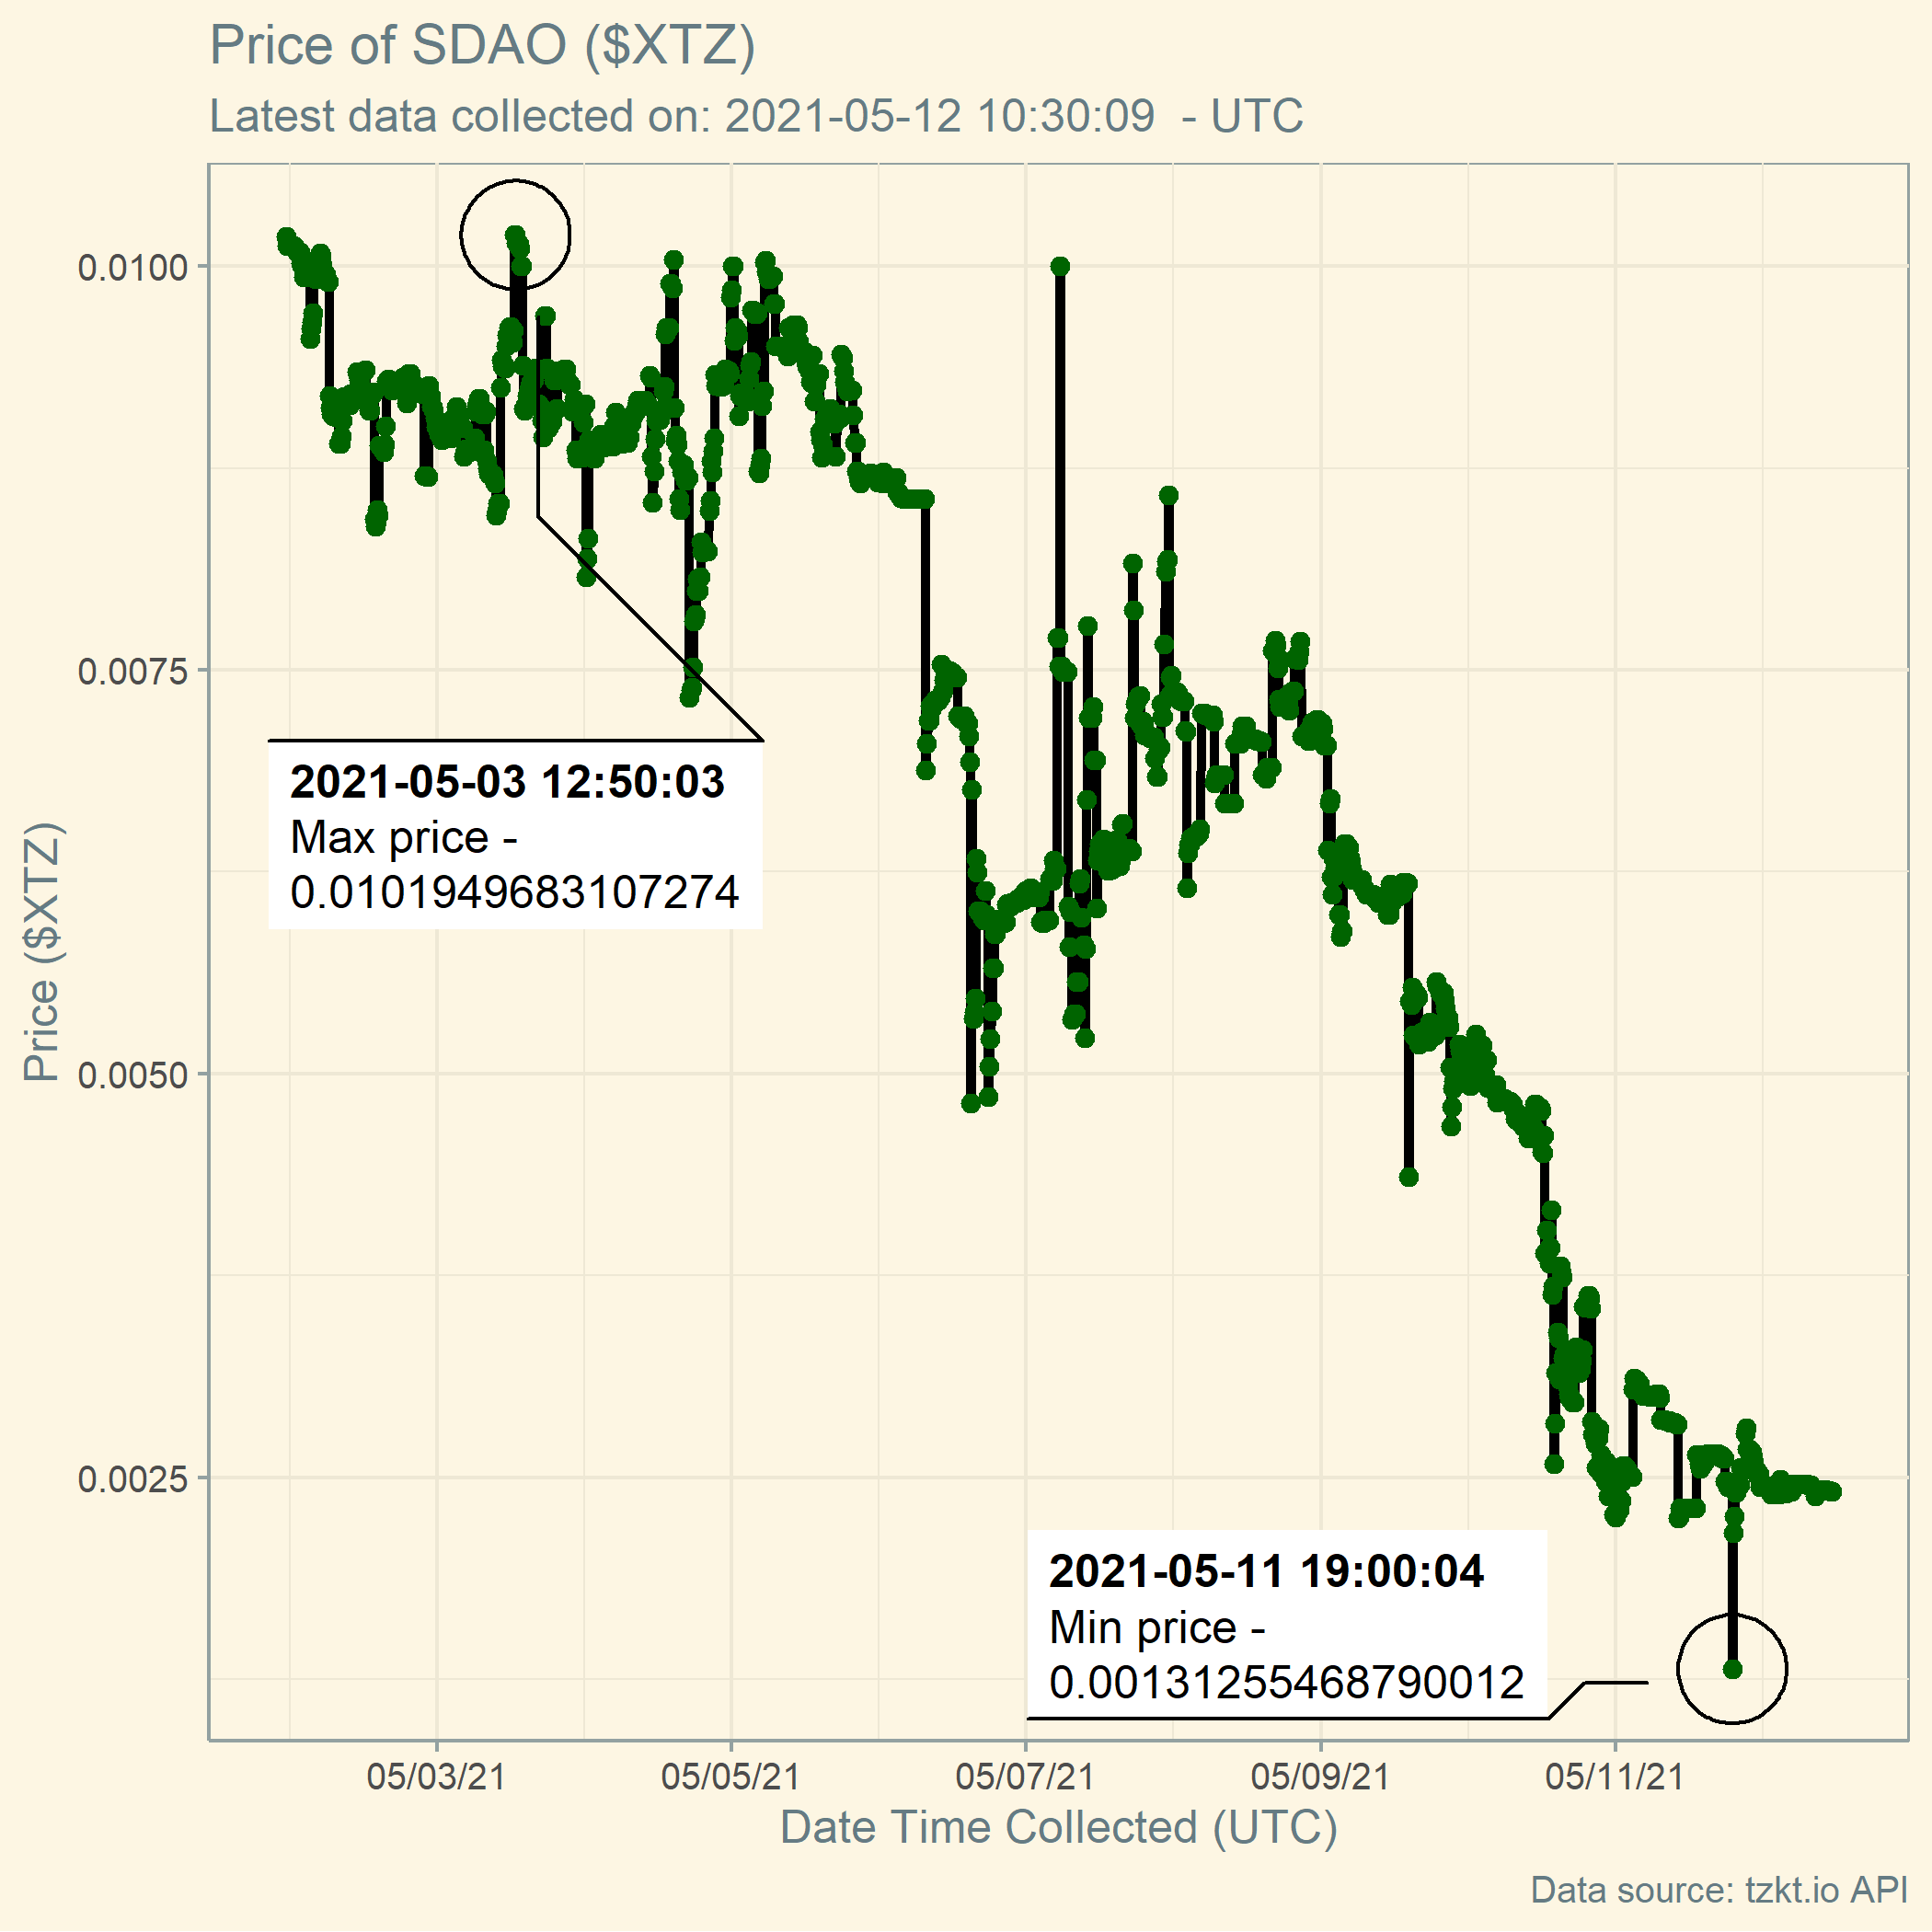 Price of SDAO ($XTZ)
Latest data collected on: 2021-05-12 10:30:09  - UTC
0.0100
0.0075
0.0050
0.0025
Price ($XTZ)
2021-05-03 12:50:03
Max price -
0.0101949683107274
2021-05-11 19:00:04
Min price -
0.00131255468790012
05/03/21
05/05/21
05/07/21
05/09/21
05/11/21
Date Time Collected (UTC)
Data source: tzkt.io API